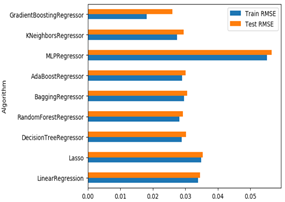 GradientBoostingRegressor
KNeighborsRegressor
MLPRegressor
AdaBoostRegressor
BaggingRegressor
RandomForestRegressor
DecisionTreeRegressor
Lasso
LinearRegression
Algorithm
Train RMSE
Test RMSE
0.00 0.01 0.02 0.03 0.04 0.05